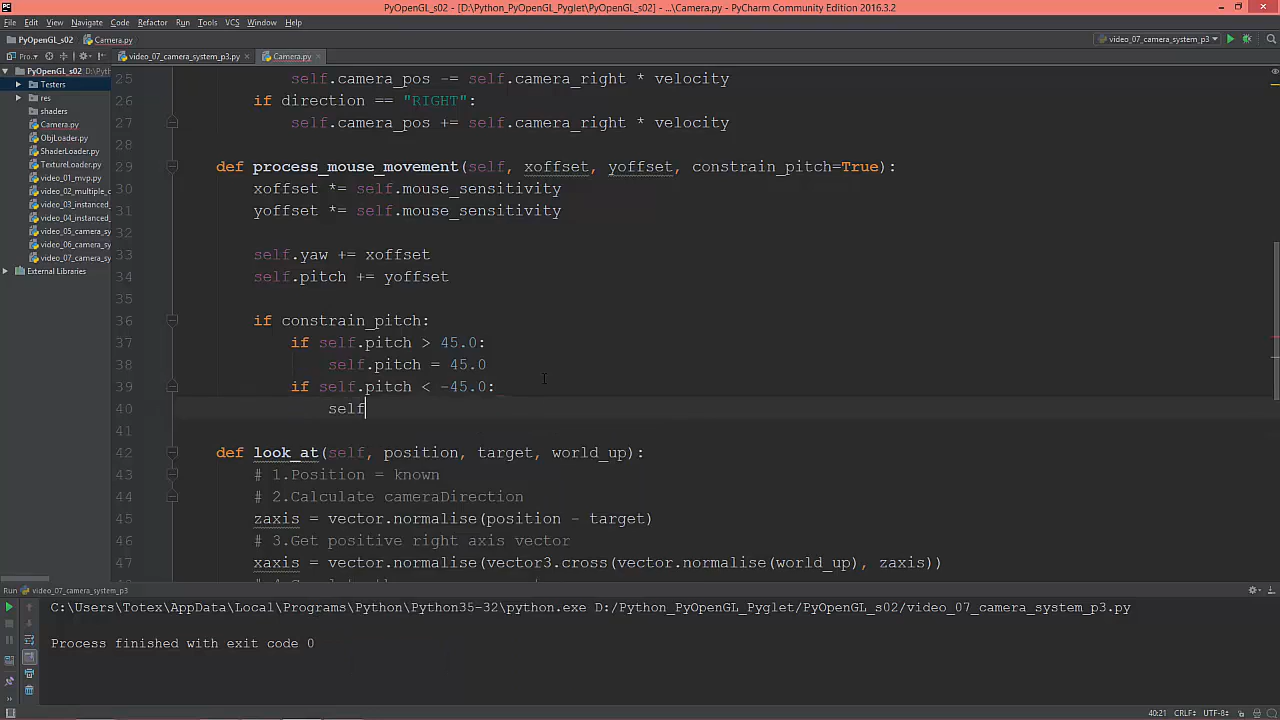 PyOpenGL_s02 - [D:\Python_PyOpenGL_Pyglet\PyOpenGL_s02] - ...\Camera.py - PyCharm Community Edition 2016.3.2
File Edit View Navigate Code Refactor Run Tools VCS Window Help
PyOpenGL_s02 Camera.py video_07_camera_system_p3
Pro.. video_07_camera_system_p3.py Camera.py
PyOpenGL_s02 D:\Pyth
Testers
res
shaders
Camera.py
ObjLoader.py
ShaderLoader.py
TextureLoader.py
video_01_mvp.py
video_02_multiple_
video_03_instanced_
video_04_instanced_
video_05_camera_sy
video_06_camera_sy
video_07_camera_sy
External Libraries
25 self.camera_pos -= self.camera_right * velocity
26 if direction == "RIGHT":
27 self.camera_pos += self.camera_right * velocity
28
29 def process_mouse_movement(self, xoffset, yoffset, constrain_pitch=True):
30 xoffset *= self.mouse_sensitivity
31 yoffset *= self.mouse_sensitivity
32
33 self.yaw += xoffset
34 self.pitch += yoffset
35
36 if constrain_pitch:
37 if self.pitch > 45.0:
38 self.pitch = 45.0
39 if self.pitch < -45.0:
40 self
41
42 def look_at(self, position, target, world_up):
43 # 1.Position = known
44 # 2.Calculate cameraDirection
45 zaxis = vector.normalise(position - target)
46 # 3.Get positive right axis vector
47 xaxis = vector.normalise(vector3.cross(vector.normalise(world_up), zaxis))
Run video_07_camera_system_p3
C:\Users\Totex\AppData\Local\Programs\Python\Python35-32\python.exe D:/Python_PyOpenGL_Pyglet/PyOpenGL_s02/video_07_camera_system_p3.py
Process finished with exit code 0
40:21 CRLF÷ UTF-8÷